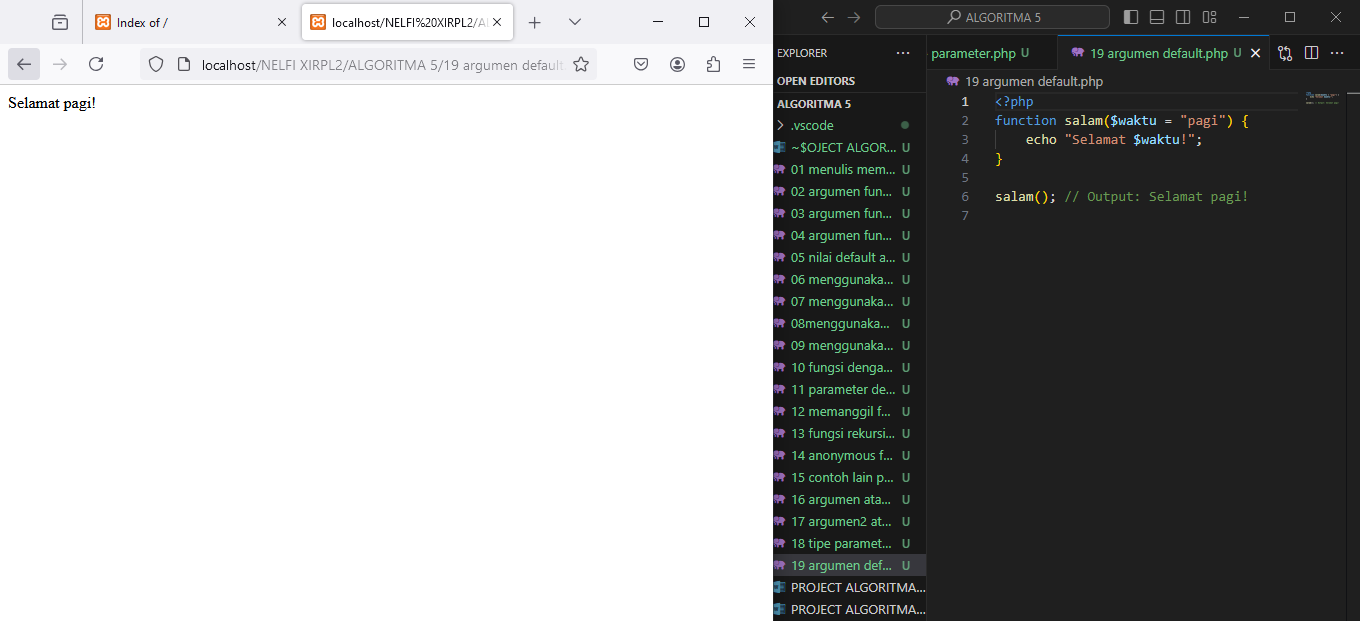 Index of /
localhost/NELFI%20XIRPL2/AL
localhost/NELFI XIRPL2/ALGORITMA 5/19 argumen default
Selamat pagi!
ALGORITMA 5
EXPLORER
OPEN EDITORS
ALGORITMA 5
.vscode
~$OJECT ALGOR... U
01 menulis mem... U
02 argumen fun... U
03 argumen fun... U
04 argumen fun... U
05 nilai default a... U
06 menggunaka... U
07 menggunaka... U
08menggunaka... U
09 menggunaka... U
10 fungsi denga... U
11 parameter de... U
12 memanggil f... U
13 fungsi rekursi... U
14 anonymous f... U
15 contoh lain p... U
16 argumen ata... U
17 argumen2 at... U
18 tipe paramet... U
19 argumen def... U
PROJECT ALGORITMA...
PROJECT ALGORITMA...
parameter.php U
19 argumen default.php U
19 argumen default.php
1 <?php
2 function salam($waktu = "pagi") {
3 echo "Selamat $waktu!";
4 }
5
6 salam(); // Output: Selamat pagi!
7